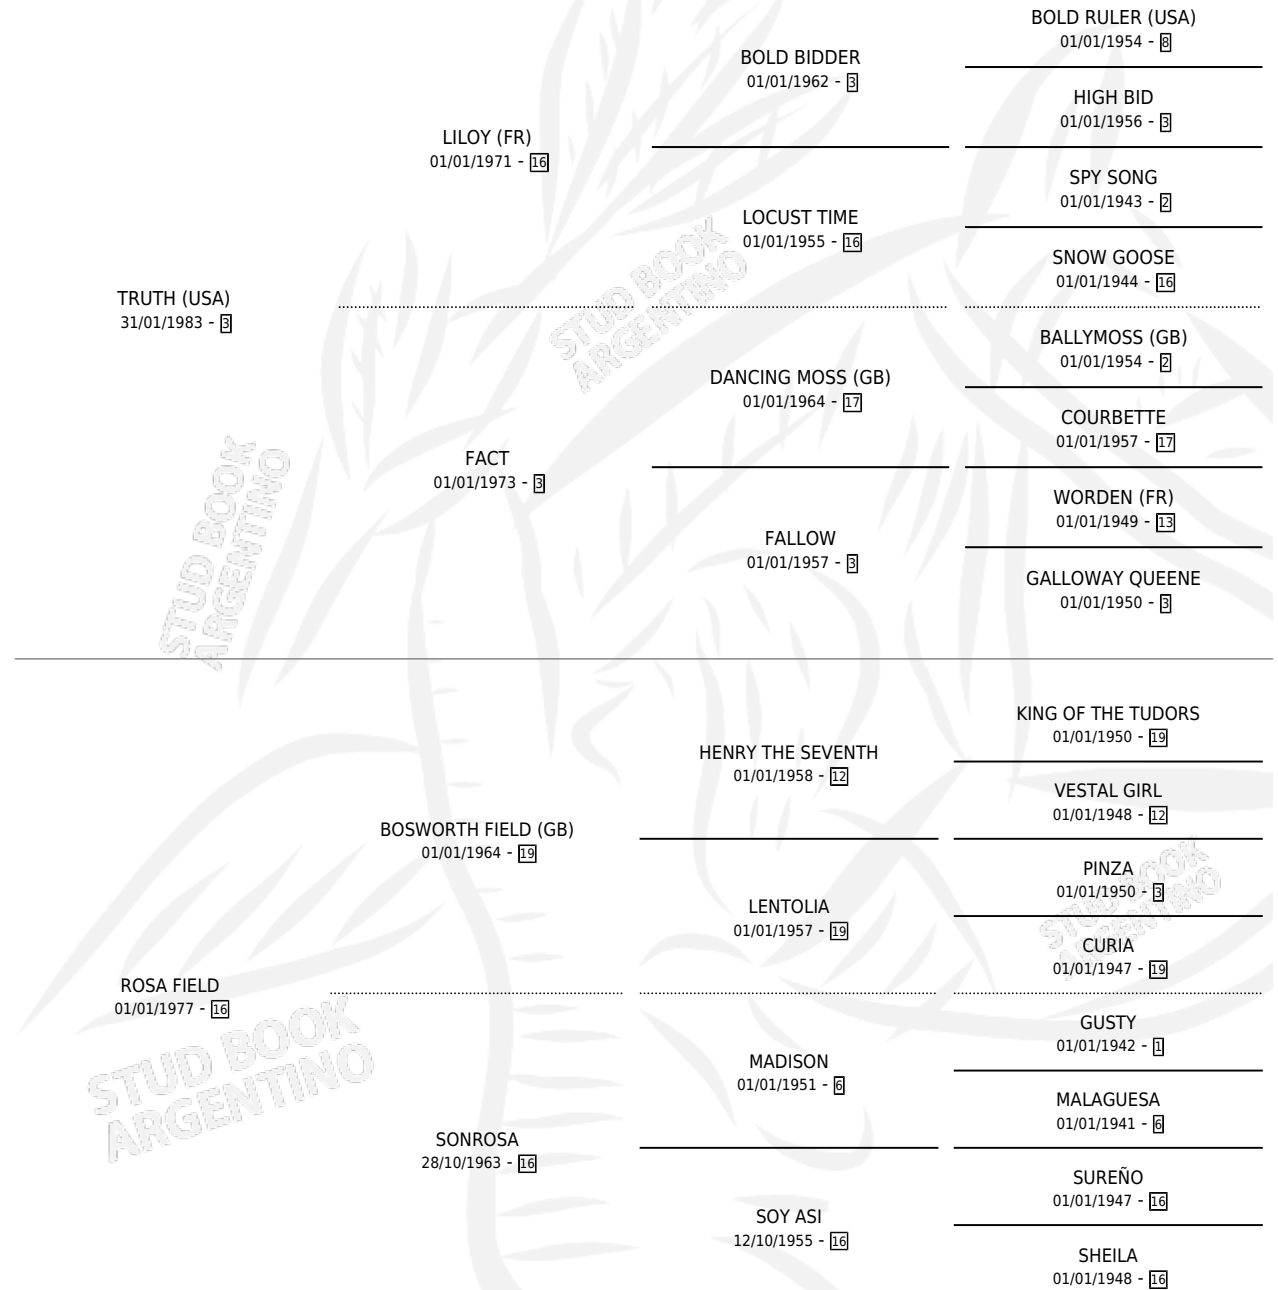 BOLD RULER (USA)
01/01/1954 - 8
BOLD BIDDER
01/01/1962 - 3
HIGH BID
01/01/1956 - 3
LILOY (FR)
01/01/1971 - 16
SPY SONG
01/01/1943 - 2
LOCUST TIME
01/01/1955 - 16
SNOW GOOSE
01/01/1944 - 16
TRUTH (USA)
31/01/1983 - 3
STUD BOOK
ARGENTINO
BALLYMOSS (GB)
01/01/1954 - 2
DANCING MOSS (GB)
01/01/1964 - 17
COURBETTE
01/01/1957 - 17
FACT
01/01/1973 - 3
WORDEN (FR)
01/01/1949 - 13
FALLOW
01/01/1957 - 3
GALLOWAY QUEENE
01/01/1950 - 3
STUD BOOK
ARGENTINO
KING OF THE TUDORS
01/01/1950 - 19
HENRY THE SEVENTH
01/01/1958 - 12
VESTAL GIRL
01/01/1948 - 12
BOSWORTH FIELD (GB)
01/01/1964 - 19
PINZA
01/01/1950 - 3
LENTOLIA
01/01/1957 - 19
CURIA
01/01/1947 - 19
STUD BOOK
ARGENTINO
ROSA FIELD
01/01/1977 - 16
GUSTY
01/01/1942 - 1
MADISON
01/01/1951 - 6
MALAGUESA
01/01/1941 - 6
STUD BOOK
ARGENTINO
SONROSA
28/10/1963 - 16
SUREÑO
01/01/1947 - 16
SOY ASI
12/10/1955 - 16
SHEILA
01/01/1948 - 16